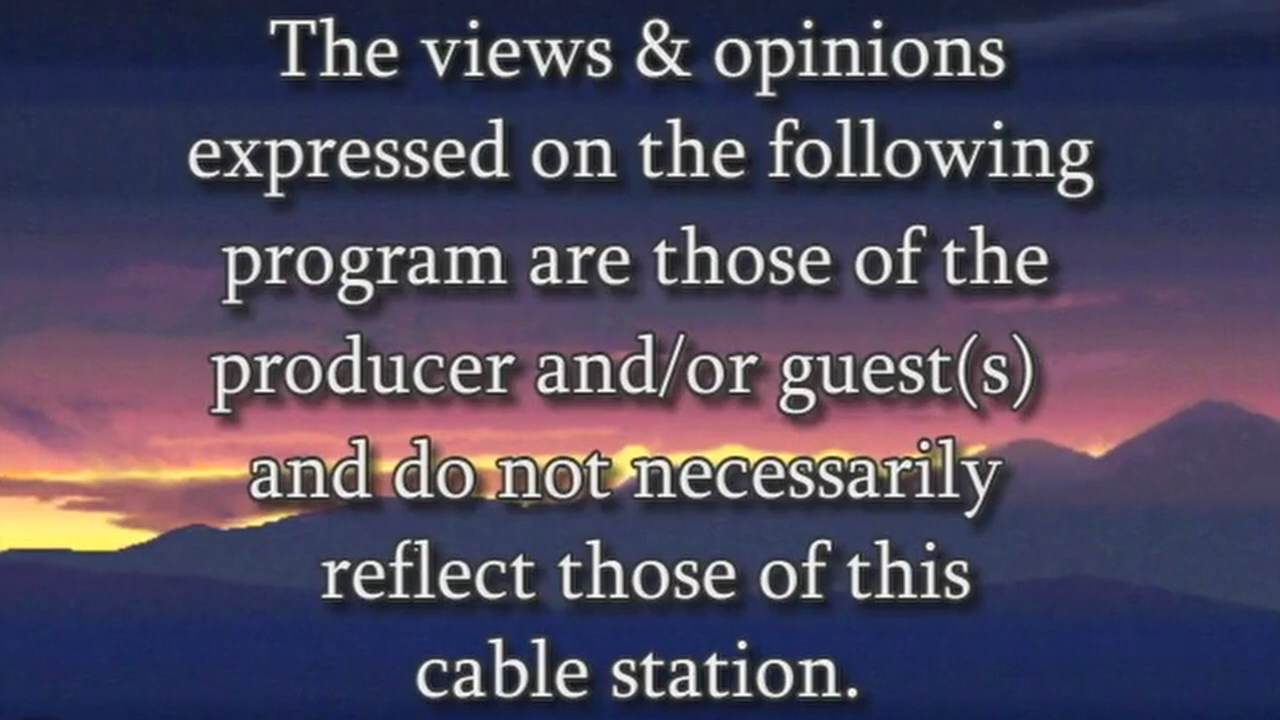 The views & opinions
expressed on the following
program are those of the
producer and/or guest(s)
and do not necessarily
reflect those of this
cable station.